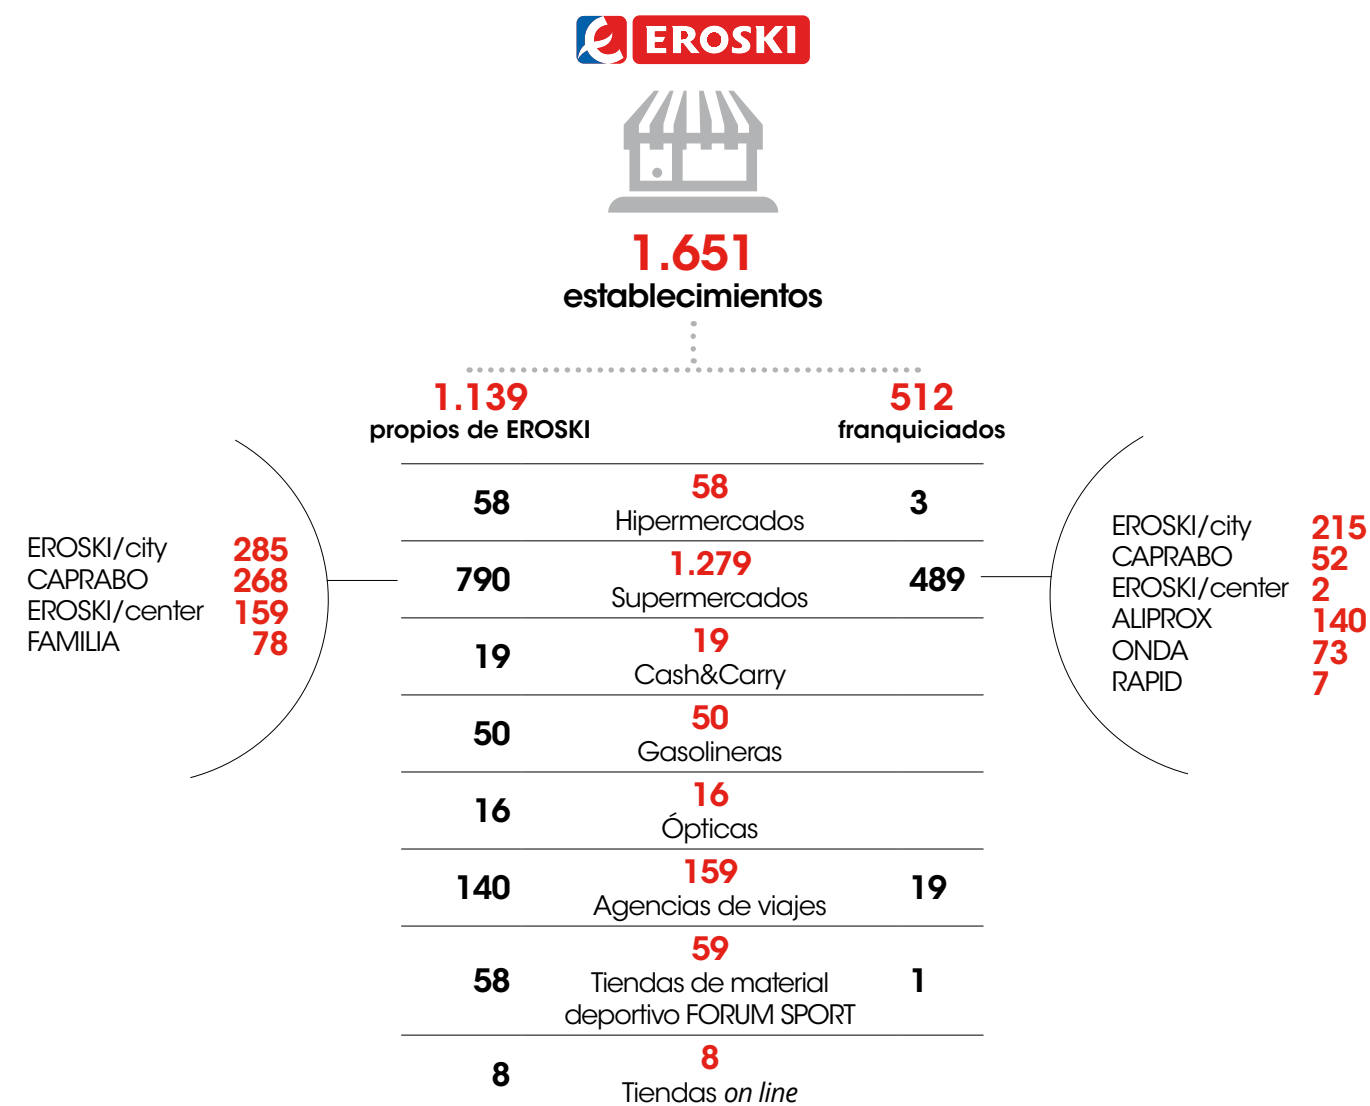 EROSKI
1.651
establecimientos
1.139
propios de EROSKI
512
franquiciados
58
58
Hipermercados
3
790
1.279
Supermercados
489
19
19
Cash&Carry
50
50
Gasolineras
16
16
Ópticas
140
159
Agencias de viajes
19
58
59
Tiendas de material
deportivo FORUM SPORT
1
8
8
Tiendas on line
EROSKI/city 285
CAPRABO 268
EROSKI/center 159
FAMILIA 78
EROSKI/city 215
CAPRABO 52
EROSKI/center 2
ALIPROX 140
ONDA 73
RAPID 7